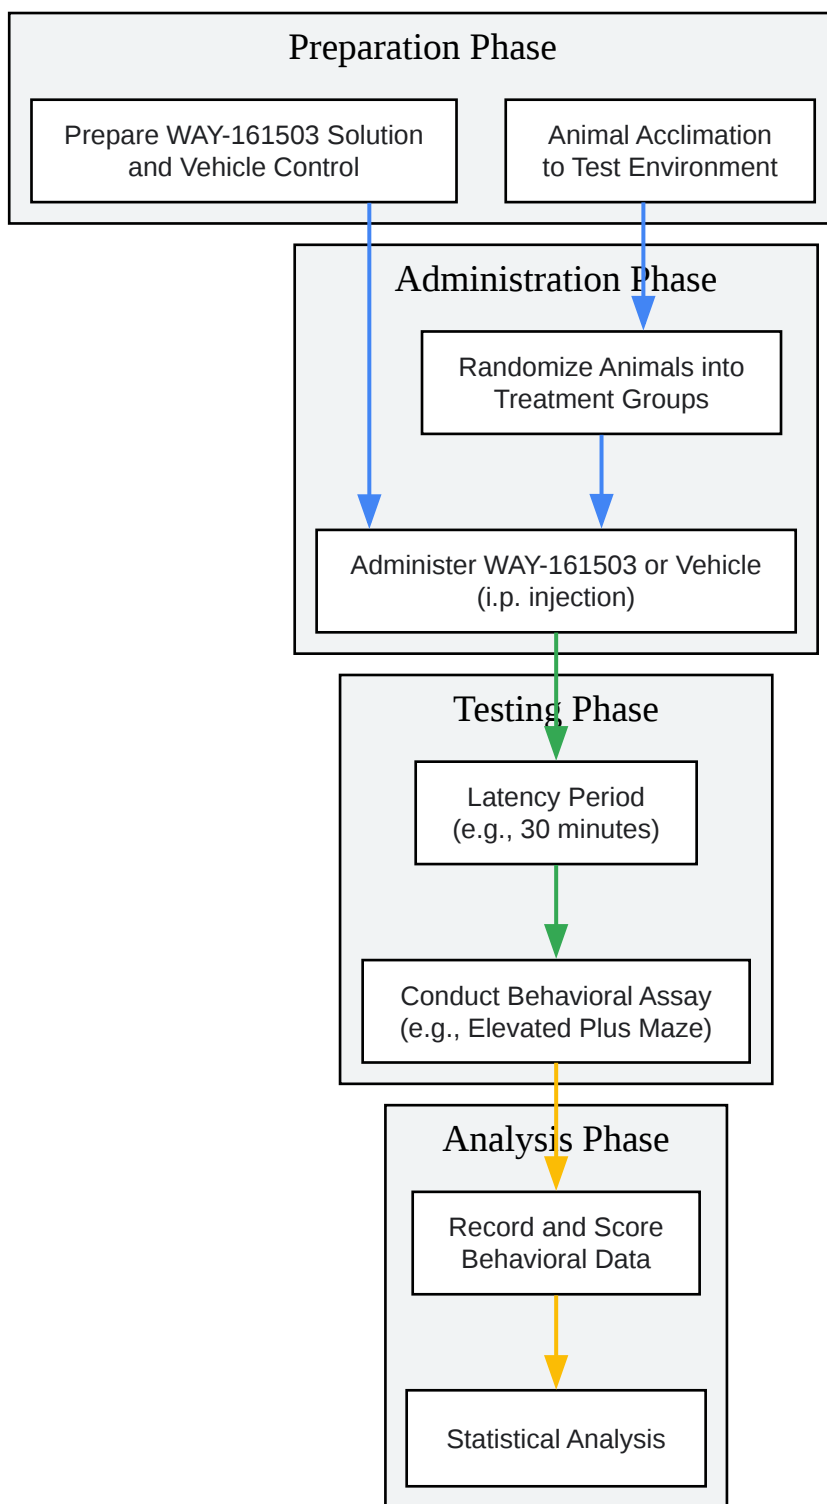 Preparation Phase
Prepare WAY-161503 Solution
and Vehicle Control
Animal Acclimation
to Test Environment
Administration Phase
Randomize Animals into
Treatment Groups
Administer WAY-161503 or Vehicle
(i.p. injection)
Testing Phase
Latency Period
(e.g., 30 minutes)
Conduct Behavioral Assay
(e.g., Elevated Plus Maze)
Analysis Phase
Record and Score
Behavioral Data
Statistical Analysis